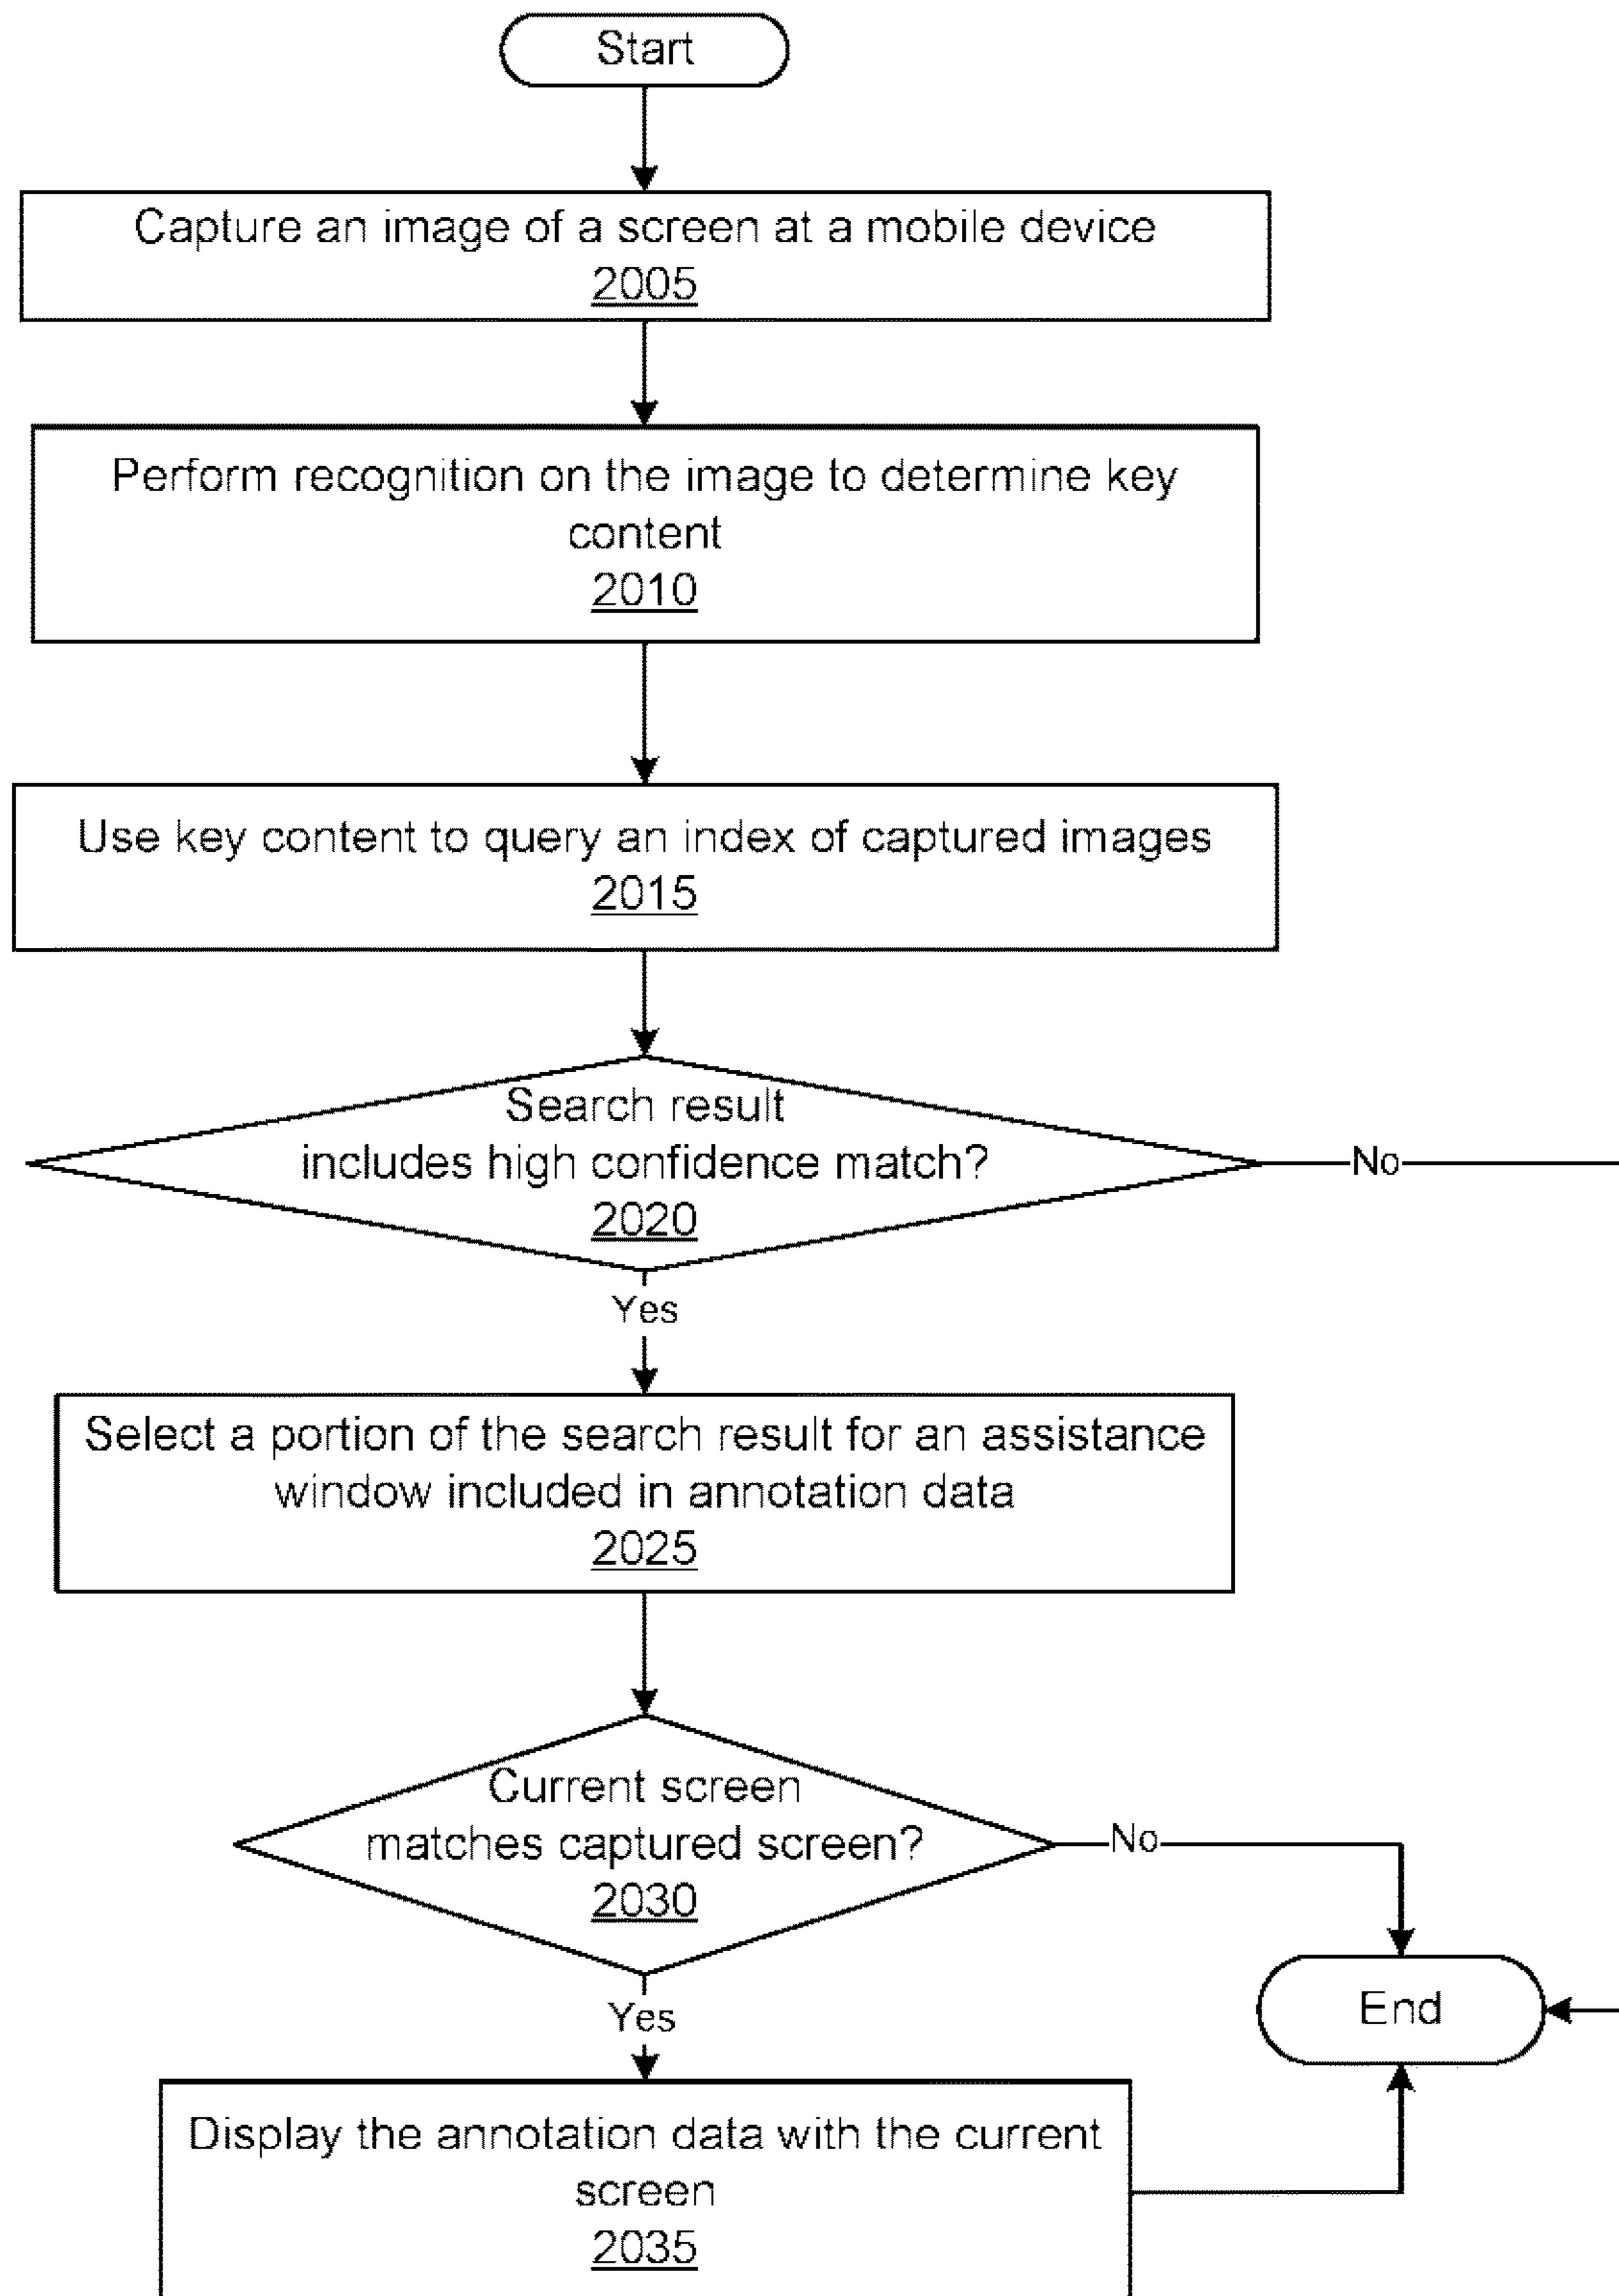 Start
Capture an image of a screen at a mobile device
2005
Perform recognition on the image to determine key
content
2010
Use key content to query an index of captured images
2015
Search result
includes high confidence match?
2020
No
Yes
Select a portion of the search result for an assistance
window included in annotation data
2025
Current screen
matches captured screen?
2030
No
Yes
End
Display the annotation data with the current
screen
2035